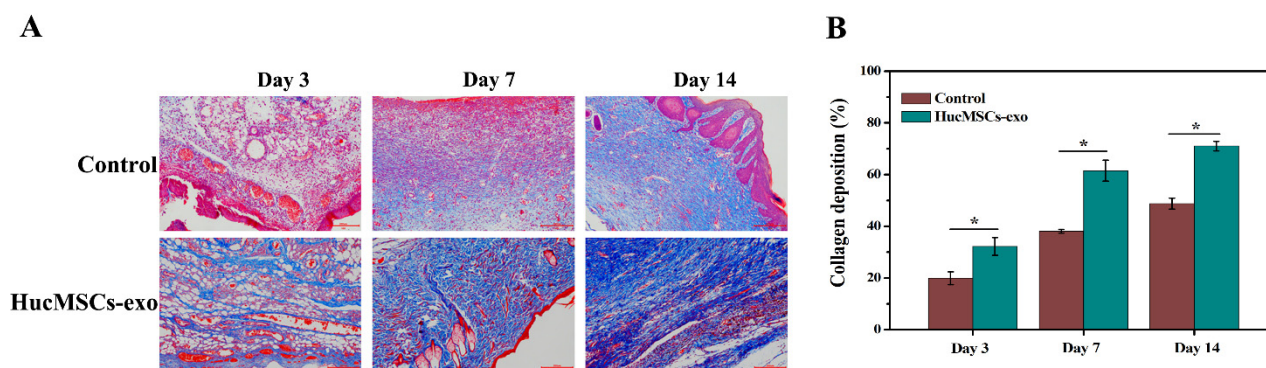 A
Day 3 Day 7 Day 14
Control
HucMSCs-exo
B
Collagen deposition (%)
100
80
60
40
20
0
Control
HucMSCs-exo
*
*
*
Day 3 Day 7 Day 14